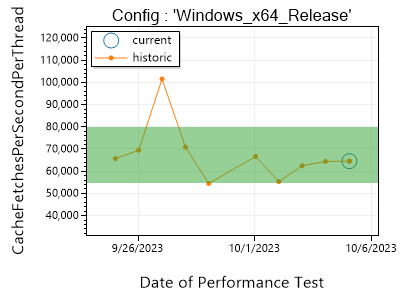 Config : 'Windows_x64_Release'
CacheFetchesPerSecondPerThread
120,000
110,000
100,000
90,000
80,000
70,000
60,000
50,000
40,000
current
historic
9/26/2023
10/1/2023
10/6/2023
Date of Performance Test